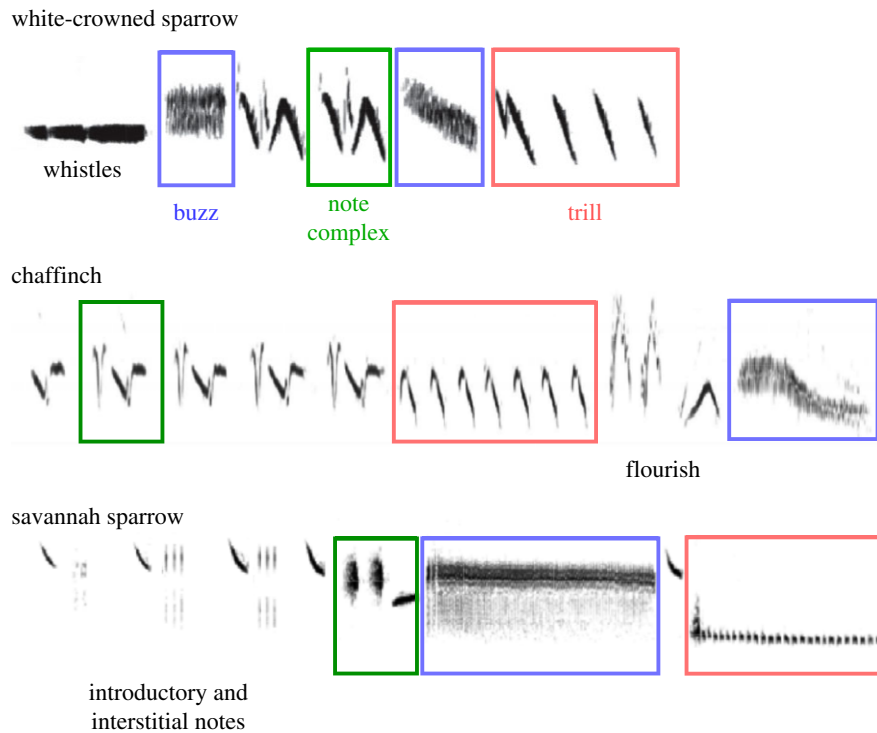 white-crowned sparrow
whistles
buzz
note
complex
trill
chaffinch
flourish
savannah sparrow
introductory and
interstitial notes